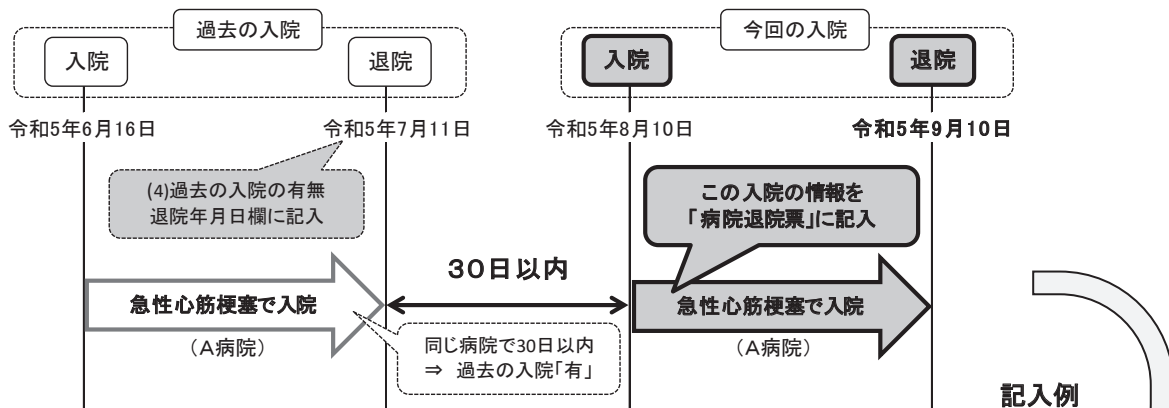 過去の入院
今回の入院
入院
退院
入院
退院
令和5年6月16日
令和5年7月11日
令和5年8月10日
令和5年9月10日
(4)過去の入院の有無
退院年月日欄に記入
この入院の情報を
「病院退院票」に記入
30日以内
急性心筋梗塞で入院
急性心筋梗塞で入院
（A病院）
（A病院）
同じ病院で30日以内
⇒ 過去の入院「有」
記入例